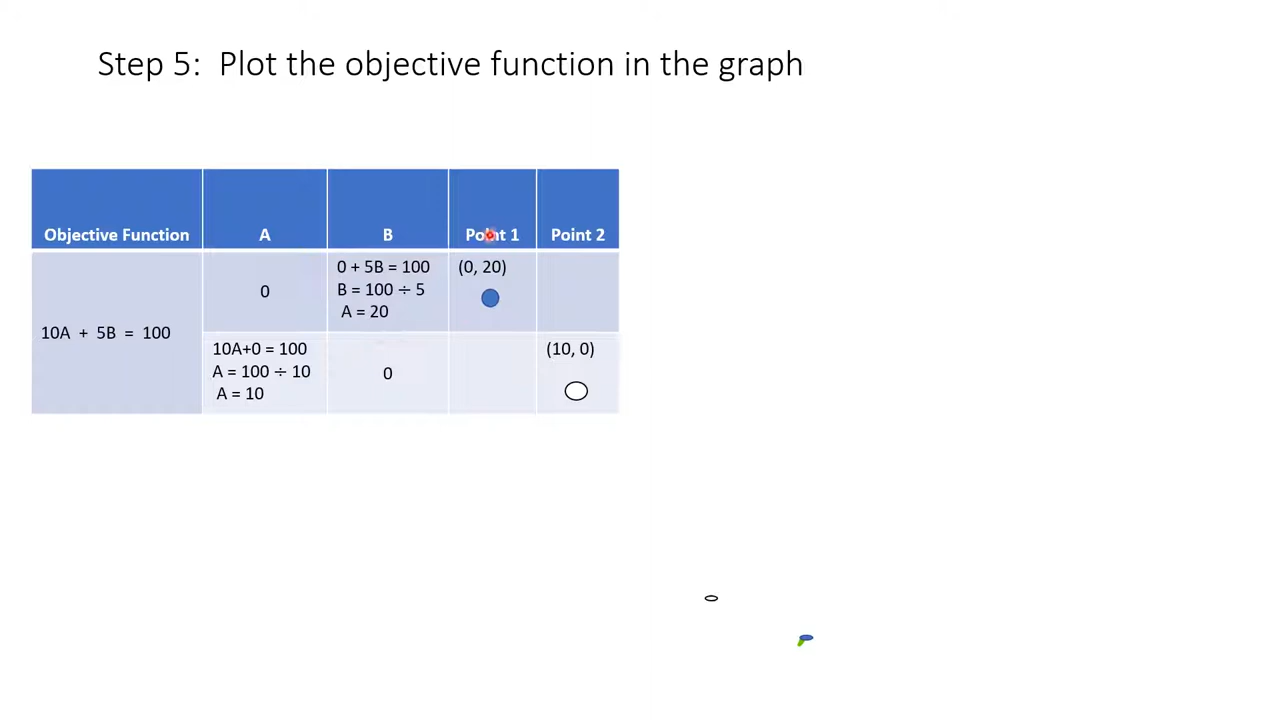 Step 5: Plot the objective function in the graph
Objective Function A B Point 1 Point 2
10A + 5B = 100
0
0 + 5B = 100
B = 100 ÷ 5
A = 20
(0, 20)
10A+0 = 100
A = 100 ÷ 10
A = 10
0
(10, 0)